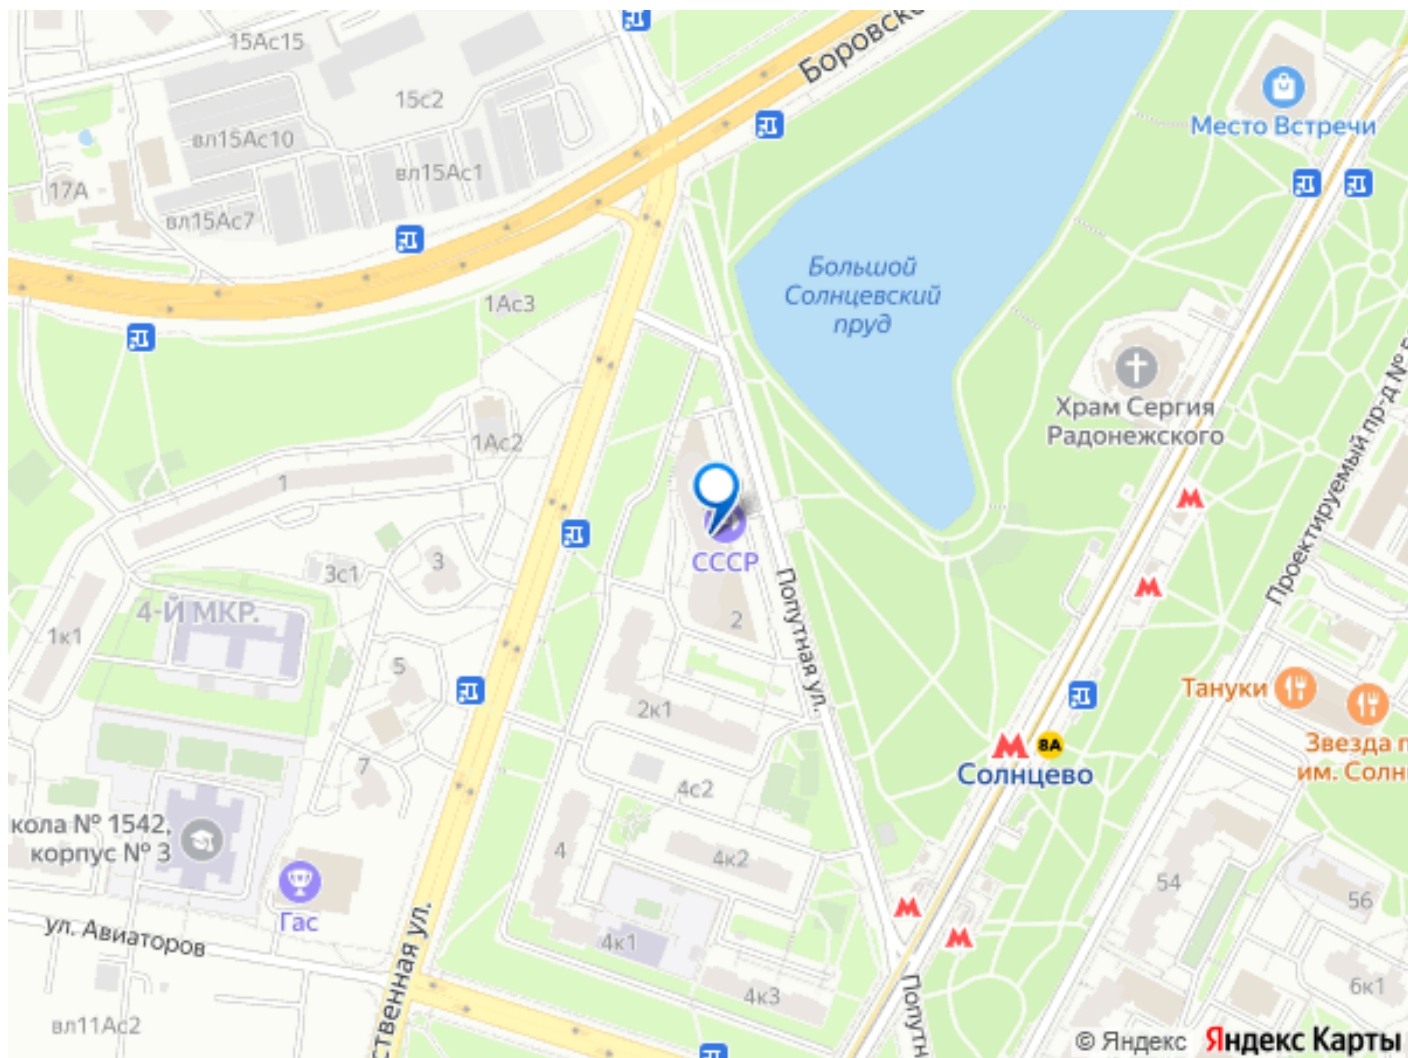 15Ас15
Боровско
15с2
вл15Ас10
вл15Ас1
17А
вл15Ас7
Место Встречи
Большой
Солнцевский
пруд
1Ас3
Храм Сергия
Радонежского
1Ас2
1
3
3с1
СССР
4-Й МКР.
1к1
2
Попутная ул.
Проектируемый пр-д №
5
2к1
Тануки
Звезда п
им. Солн
7
4с2
М
8А
Солнцево
кола № 1542,
корпус № 3
4
4к2
54
56
Гас
ул. Авиаторов
ственная ул.
4к1
4к3
6к1
Попутн
вл11Ас2
© Яндекс Яндекс Карты